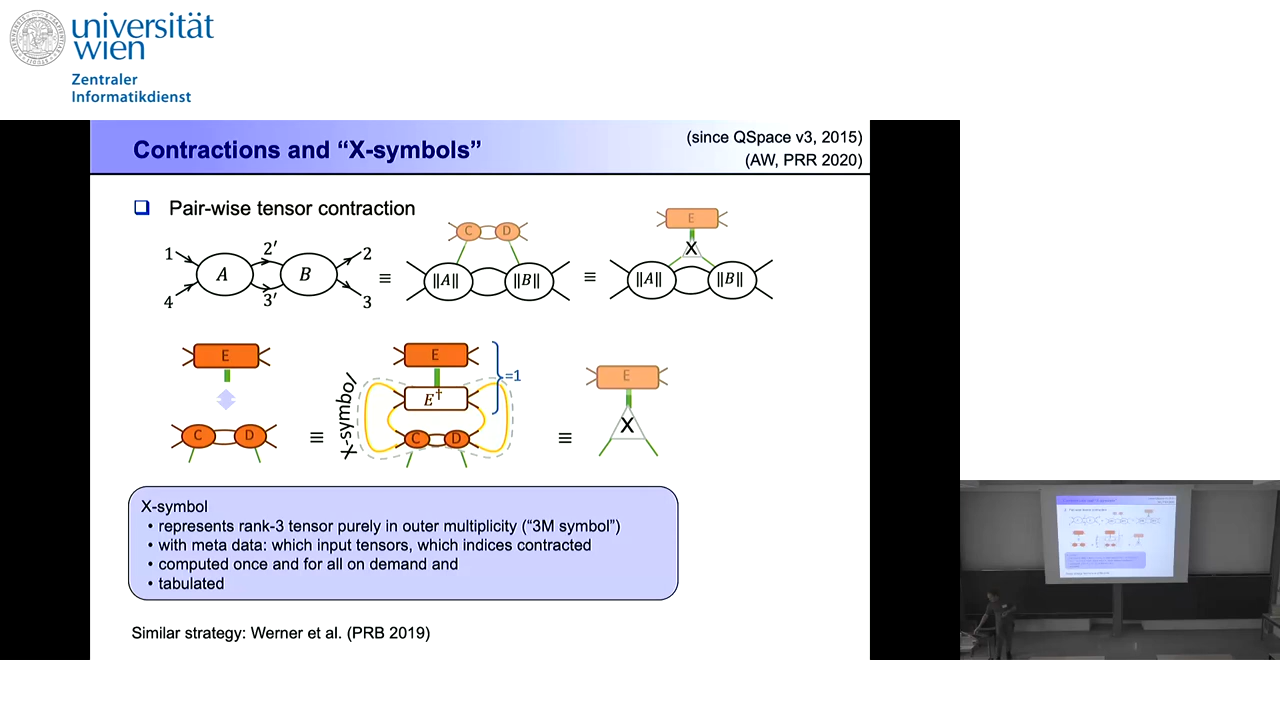 universität
wien
Zentraler
Informatikdienst
Contractions and “X-symbols”
(since QSpace v3, 2015)
(AW, PRR 2020)
Pair-wise tensor contraction
1 2′ 2
A B
4 3′ 3
≡
C D
‖A‖ ‖B‖
≡
E
X
‖A‖ ‖B‖
E
C D
≡
X-symbol
E
E†
=1
C D
≡
E
X
X-symbol
• represents rank-3 tensor purely in outer multiplicity (“3M symbol”)
• with meta data: which input tensors, which indices contracted
• computed once and for all on demand and
• tabulated
Similar strategy: Werner et al. (PRB 2019)